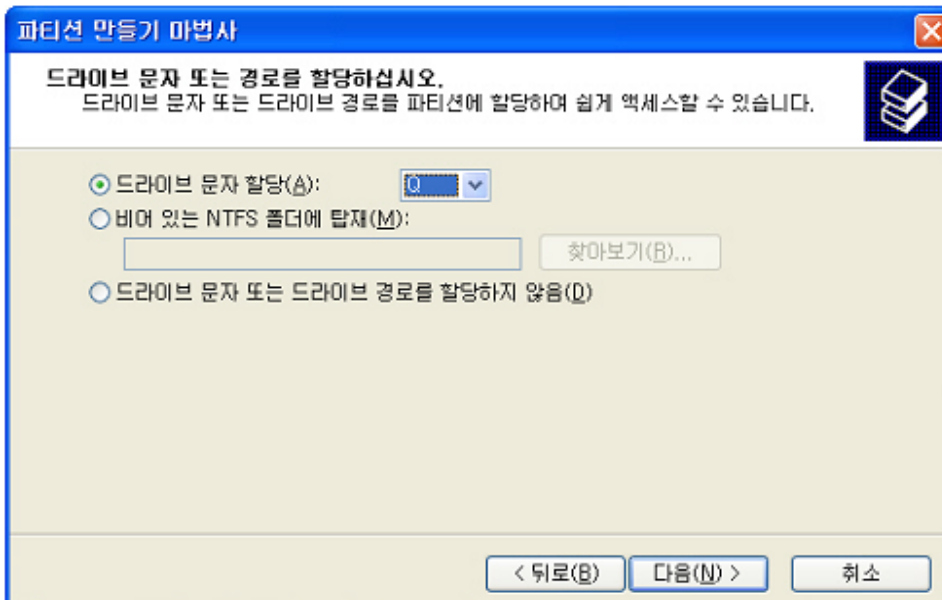 파티션 만들기 마법사
드라이브 문자 또는 경로를 할당하십시오.
드라이브 문자 또는 드라이브 경로를 파티션에 할당하여 쉽게 액세스할 수 있습니다.
드라이브 문자 할당(A): Q
비어 있는 NTFS 폴더에 탑재(M):
찾아보기(R)...
드라이브 문자 또는 드라이브 경로를 할당하지 않음(D)
< 뒤로(B) 다음(N) > 취소